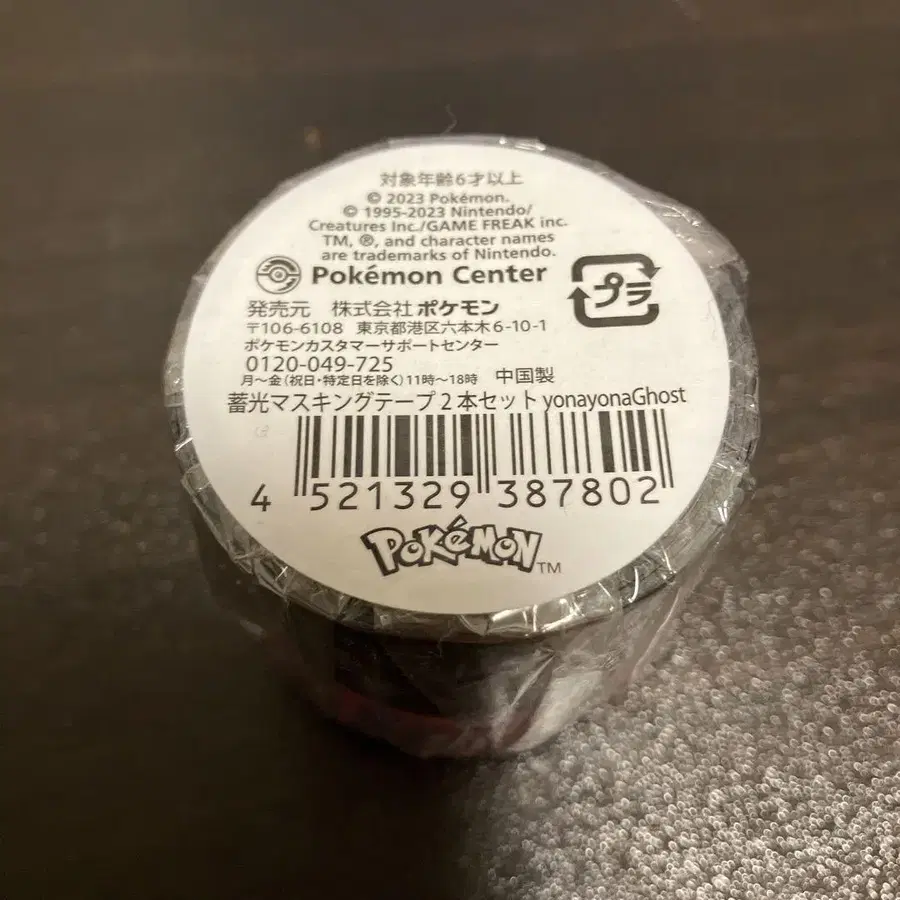 対象年齢6才以上
© 2023 Pokémon.
© 1995-2023 Nintendo/
Creatures Inc./GAME FREAK inc.
TM, ®, and character names
are trademarks of Nintendo.
Pokémon Center
プラ
発売元 株式会社ポケモン
〒106-6108 東京都港区六本木6-10-1
ポケモンカスタマーサポートセンター
0120-049-725
月～金(祝日・特定日を除く)11時～18時 中国製
蓄光マスキングテープ2本セット yonayonaGhost
4 521329 387802
POKéMON TM